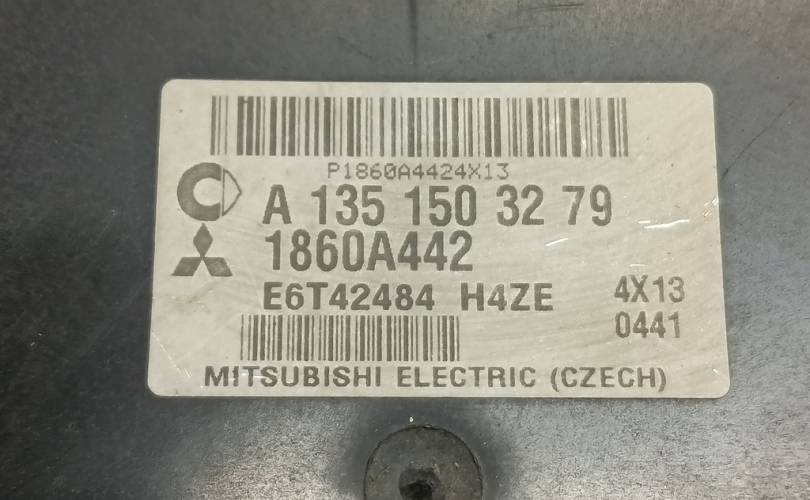 P1860A4424X13
A 135 150 32 79
1860A442
E6T42484 H4ZE 4X13
0441
MITSUBISHI ELECTRIC (CZECH)